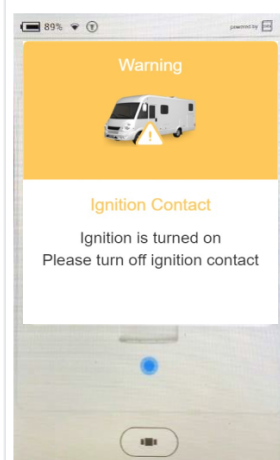 89%
powered by
Warning
Ignition Contact
Ignition is turned on
Please turn off ignition contact